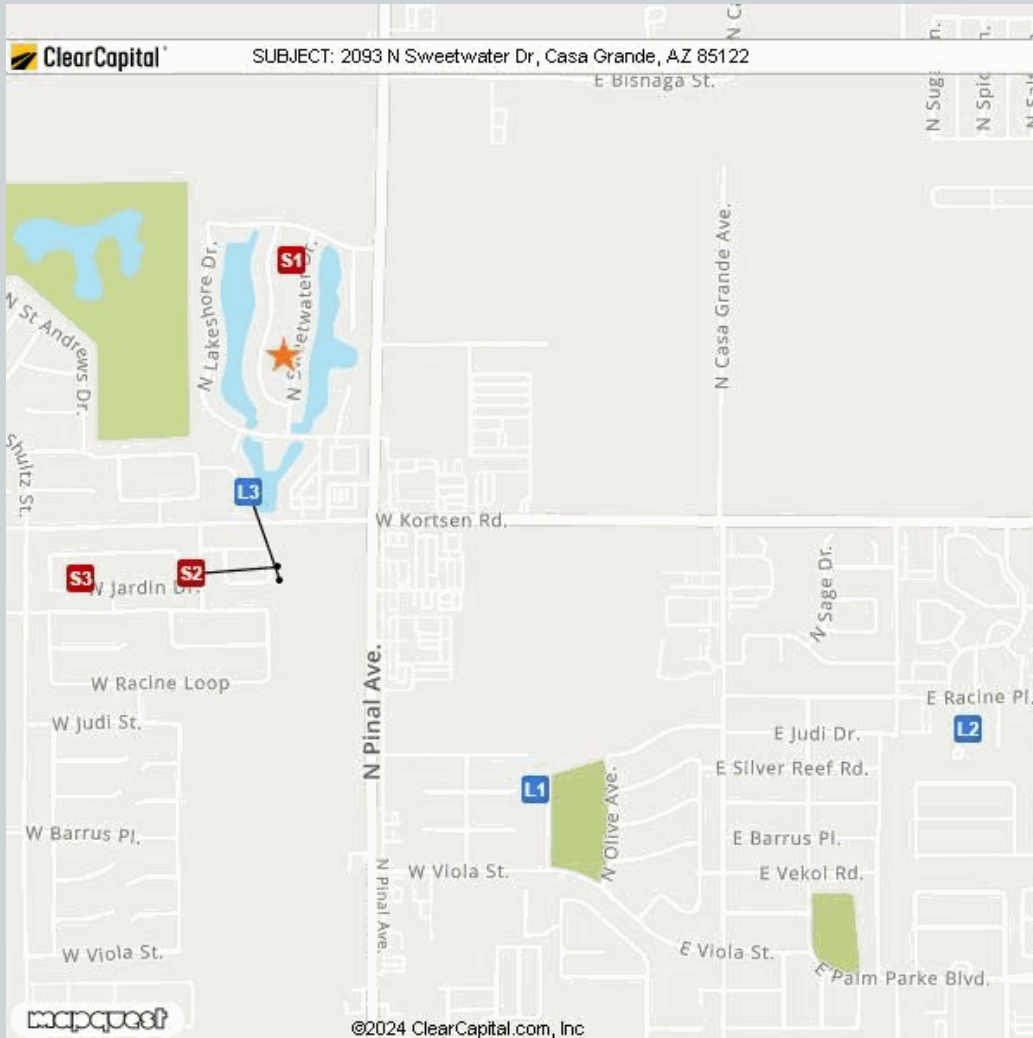 ClearCapital
SUBJECT: 2093 N Sweetwater Dr, Casa Grande, AZ 85122
E Bisnaga St.
N Lakeshore Dr.
S1
N Sweetwater Dr.
N Casa Grande Ave.
N St Andrews Dr.
Shultz St.
L3
W Kortsen Rd.
S3
S2
W Jardin Dr.
N Sage Dr.
W Racine Loop
N Pinal Ave.
E Racine Pl.
W Judi St.
E Judi Dr.
L2
E Silver Reef Rd.
L1
N Olive Ave.
W Barrus Pl.
E Barrus Pl.
W Viola St.
E Vekol Rd.
N Pinal Ave.
W Viola St.
E Viola St.
E Palm Parke Blvd.
mapquest
©2024 ClearCapital.com, Inc